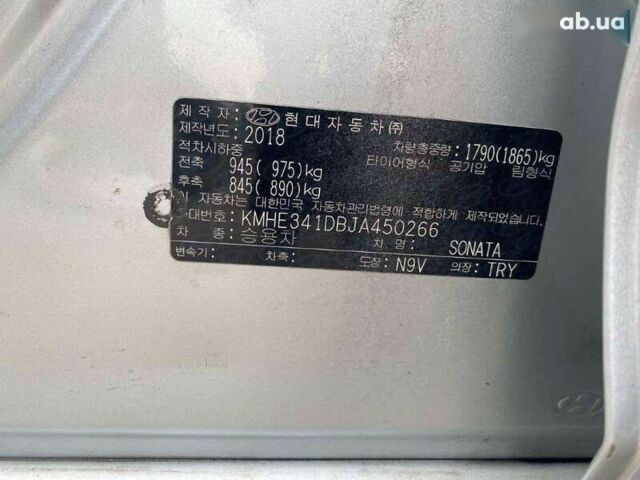 ab.ua
제 작 자 : 현대자동차㈜
제작년도: 2018 차량총중량: 1790(1865)kg
적차시하중 타이어형식 공기압 림형식
전축 945( 975)kg
후축 845( 890)kg
이 자동차는 대한민국 자동차관리법령에 적합하게 제작되었습니다.
차대번호: KMHE341DBJA450266
차 종: 승용차 차 명: SONATA
변속기: 차축: 도장: N9V 의장: TRY